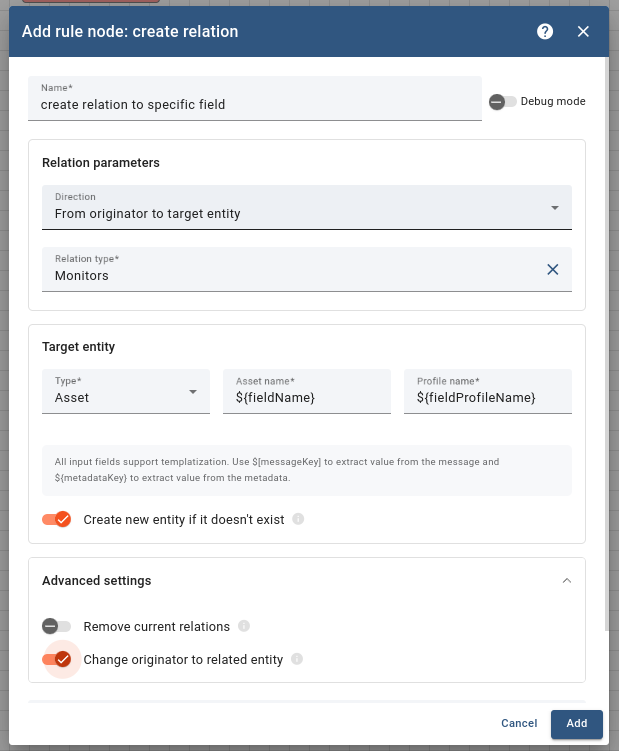 Add rule node: create relation
?
Name*
create relation to specific field
Debug mode
Relation parameters
Direction
From originator to target entity
Relation type*
Monitors
Target entity
Type*
Asset
Asset name*
${fieldName}
Profile name*
${fieldProfileName}
All input fields support templatization. Use $[messageKey] to extract value from the message and
${metadataKey} to extract value from the metadata.
Create new entity if it doesn't exist
Advanced settings
Remove current relations
Change originator to related entity
Cancel
Add